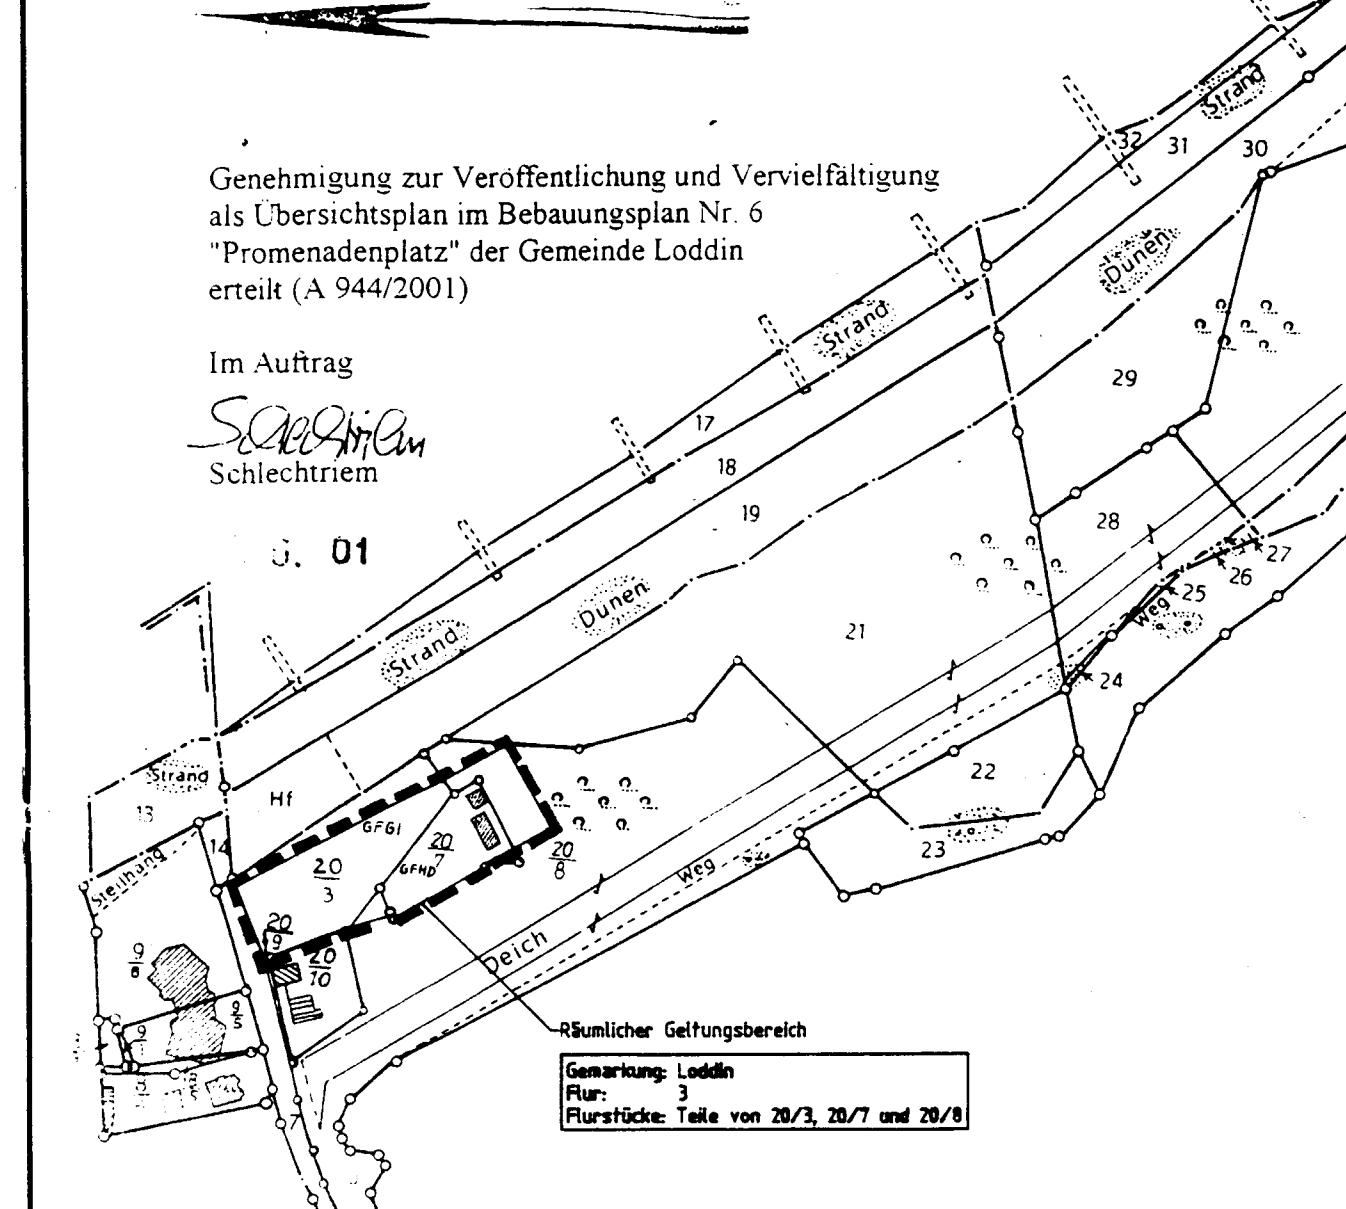 Genehmigung zur Veröffentlichung und Vervielfältigung
als Übersichtsplan im Bebauungsplan Nr. 6
"Promenadenplatz" der Gemeinde Loddin
erteilt (A 944/2001)
Im Auftrag
Schlechtriem
01
Strand
32
31
30
Dünen
Strand
29
17
18
19
28
27
26
25
Weg
24
Dünen
Strand
21
22
23
Strand
13
Hf
14
Steilhang
GFGl
20/3
20/7
GFHD
20/8
20/9
20/10
Weg
Deich
9/5
7
Räumlicher Geltungsbereich
Gemarkung: Loddin
Flur: 3
Flurstücke: Teile von 20/3, 20/7 und 20/8